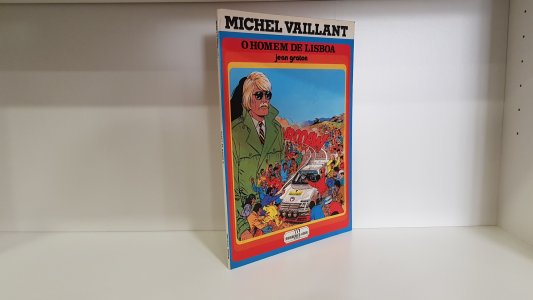 MICHEL VAILLANT
O HOMEM DE LISBOA
jean graton